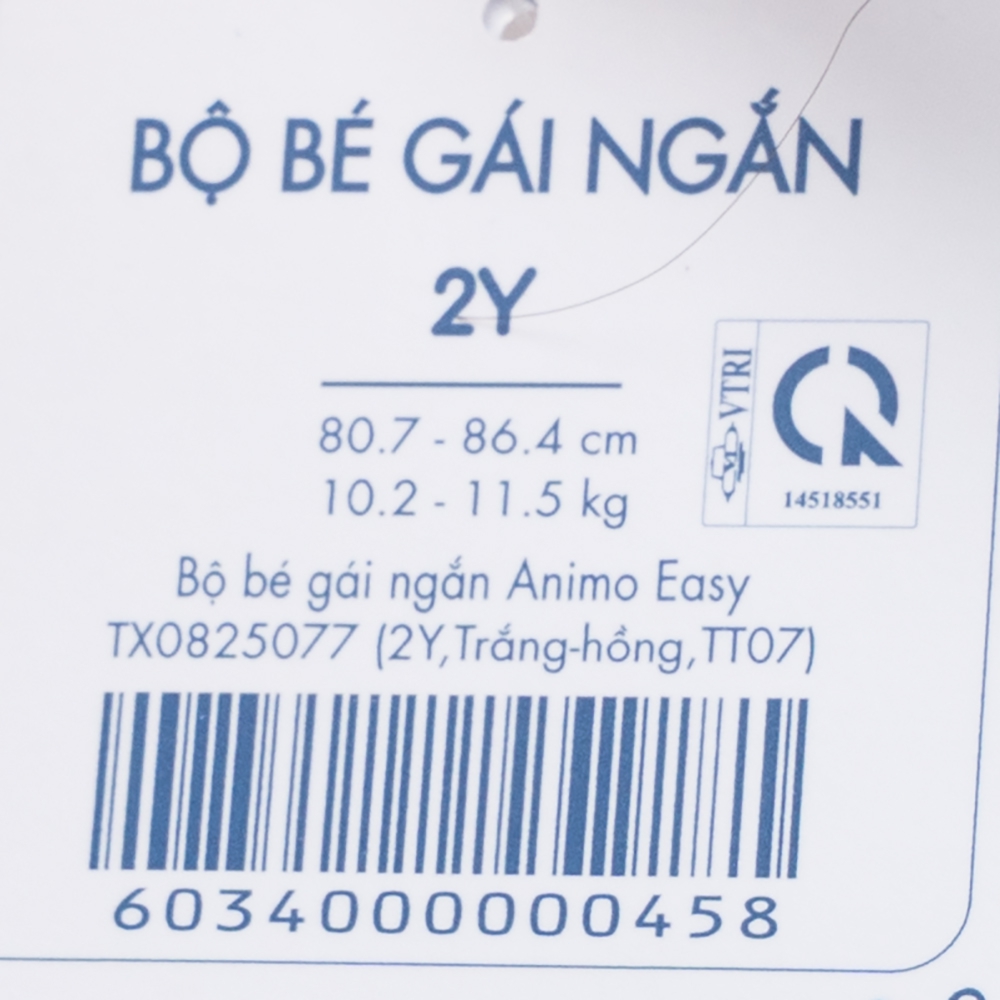 BỘ BÉ GÁI NGẮN
2Y
80.7 - 86.4 cm
10.2 - 11.5 kg
VTRI
14518551
Bộ bé gái ngắn Animo Easy
TX0825077 (2Y,Trắng-hồng,TT07)
6034000000458